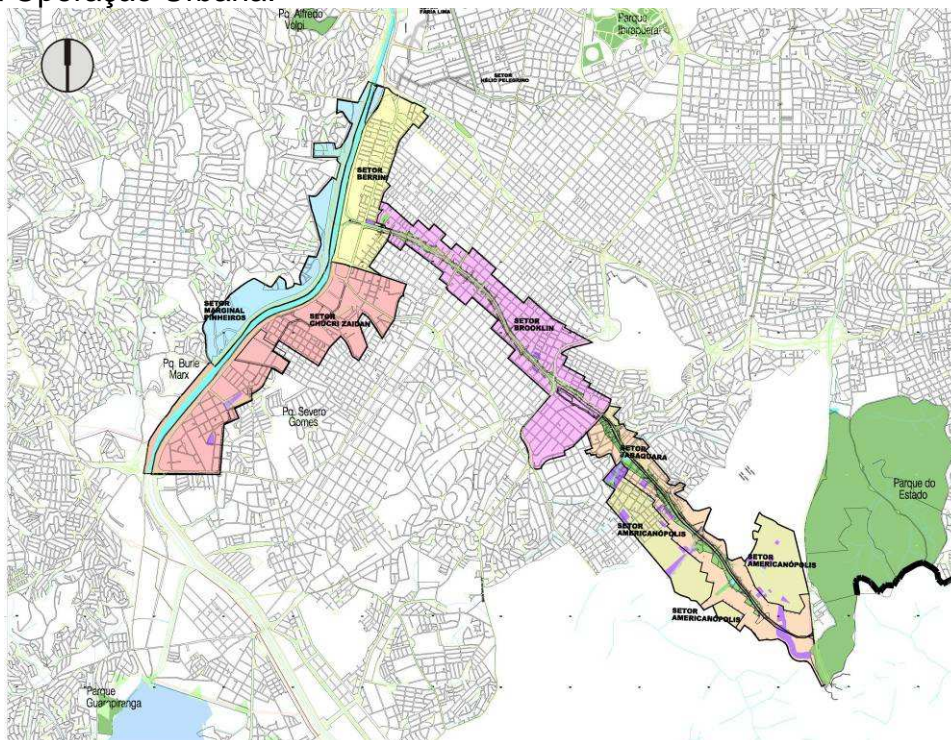 Operação Urbana.
Pq. Alfredo
Volpi
FARIA LIMA
Parque
Ibirapuera
SETOR
HÉLIO PELEGRINO
SETOR
BERRINI
SETOR
MARGINAL
PINHEIROS
SETOR
CHUCRI ZAIDAN
SETOR
BROOKLIN
Pq. Burle
Marx
Pq. Severo
Gomes
SETOR
JABAQUARA
Parque do
Estado
SETOR
AMERICANÓPOLIS
SETOR
AMERICANÓPOLIS
SETOR
AMERICANÓPOLIS
Parque
Guarapiranga